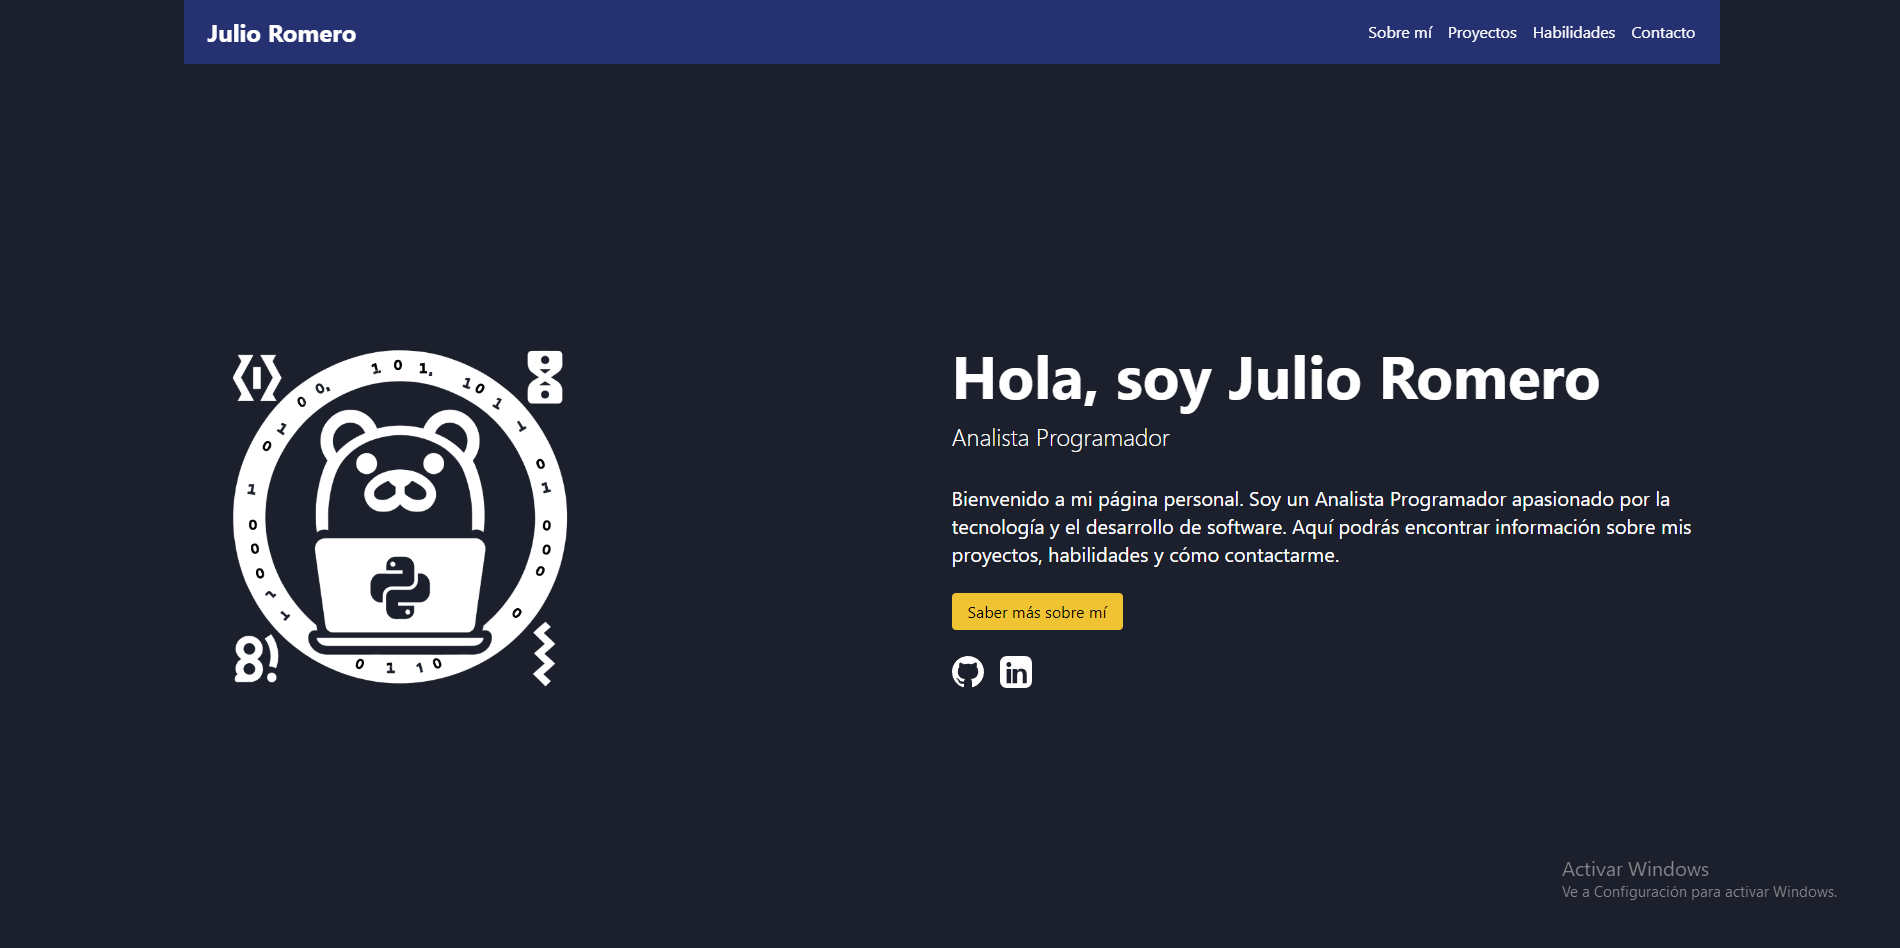 Julio Romero
Sobre mí Proyectos Habilidades Contacto
Hola, soy Julio Romero
Analista Programador
Bienvenido a mi página personal. Soy un Analista Programador apasionado por la
tecnología y el desarrollo de software. Aquí podrás encontrar información sobre mis
proyectos, habilidades y cómo contactarme.
Saber más sobre mí
in
Activar Windows
Ve a Configuración para activar Windows.